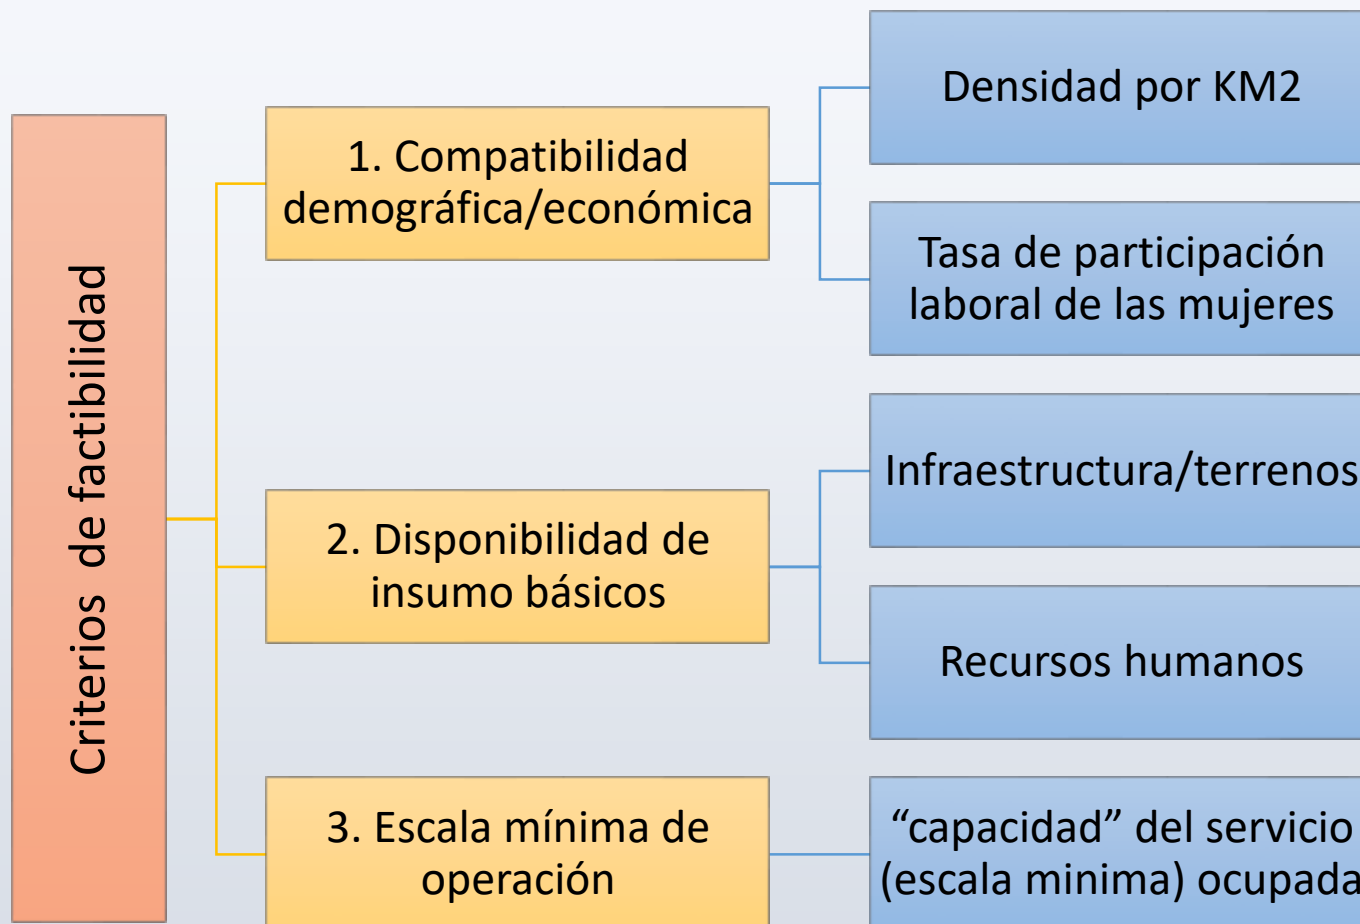 Criterios de factibilidad
1. Compatibilidad
demográfica/económica
Densidad por KM2
Tasa de participación
laboral de las mujeres
2. Disponibilidad de
insumo básicos
Infraestructura/terrenos
Recursos humanos
3. Escala mínima de
operación
“capacidad” del servicio
(escala minima) ocupada